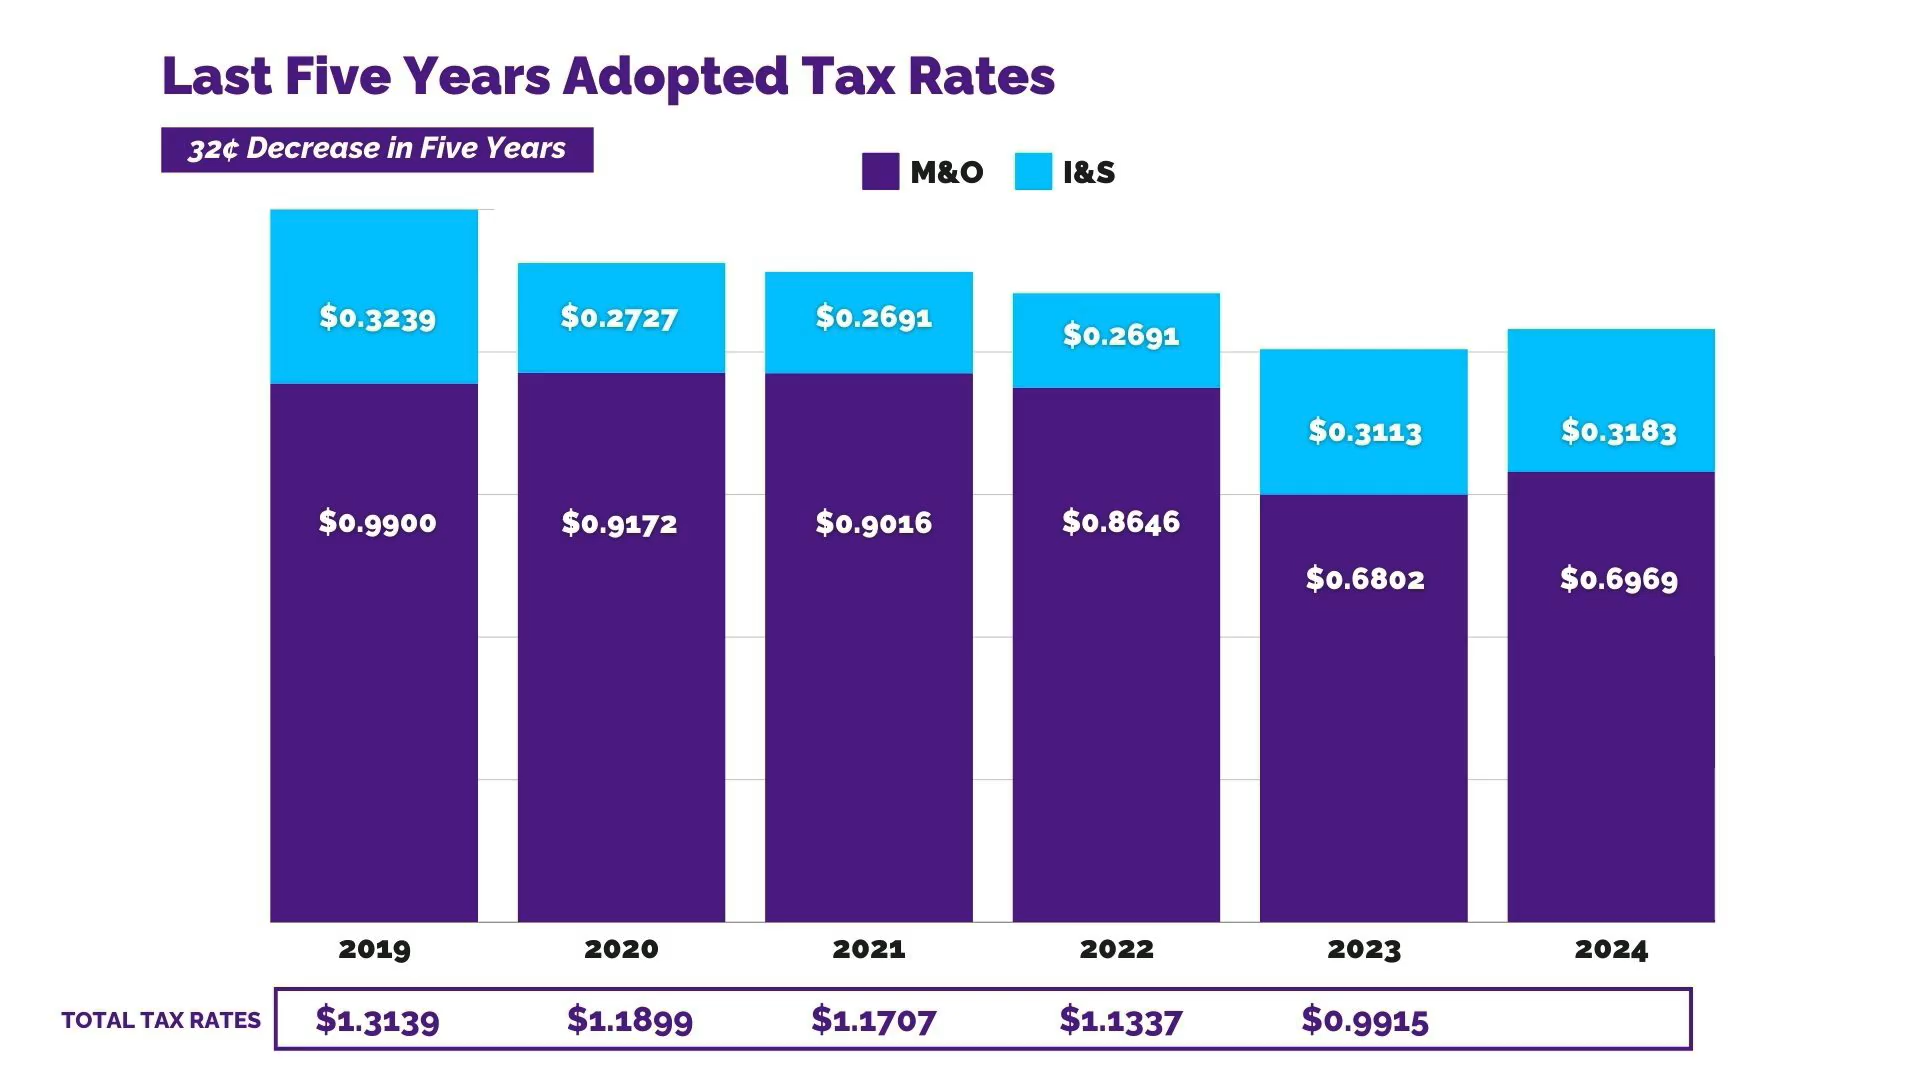 Last Five Years Adopted Tax Rates
32¢ Decrease in Five Years
M&O I&S
$0.3239 $0.2727 $0.2691 $0.2691 $0.3113 $0.3183
$0.9900 $0.9172 $0.9016 $0.8646 $0.6802 $0.6969
2019 2020 2021 2022 2023 2024
TOTAL TAX RATES $1.3139 $1.1899 $1.1707 $1.1337 $0.9915